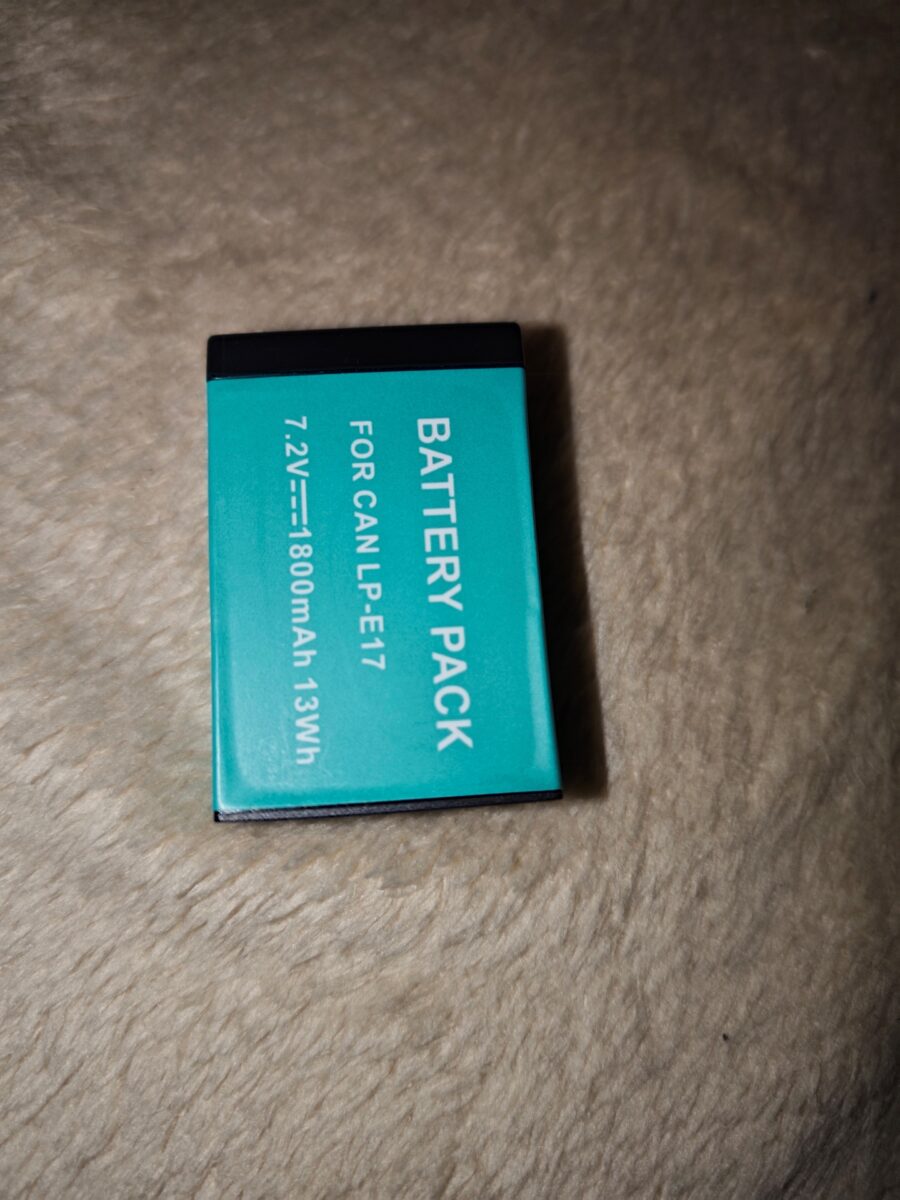 BATTERY PACK
FOR CAN LP-E17
7.2V⎓1800mAh 13Wh